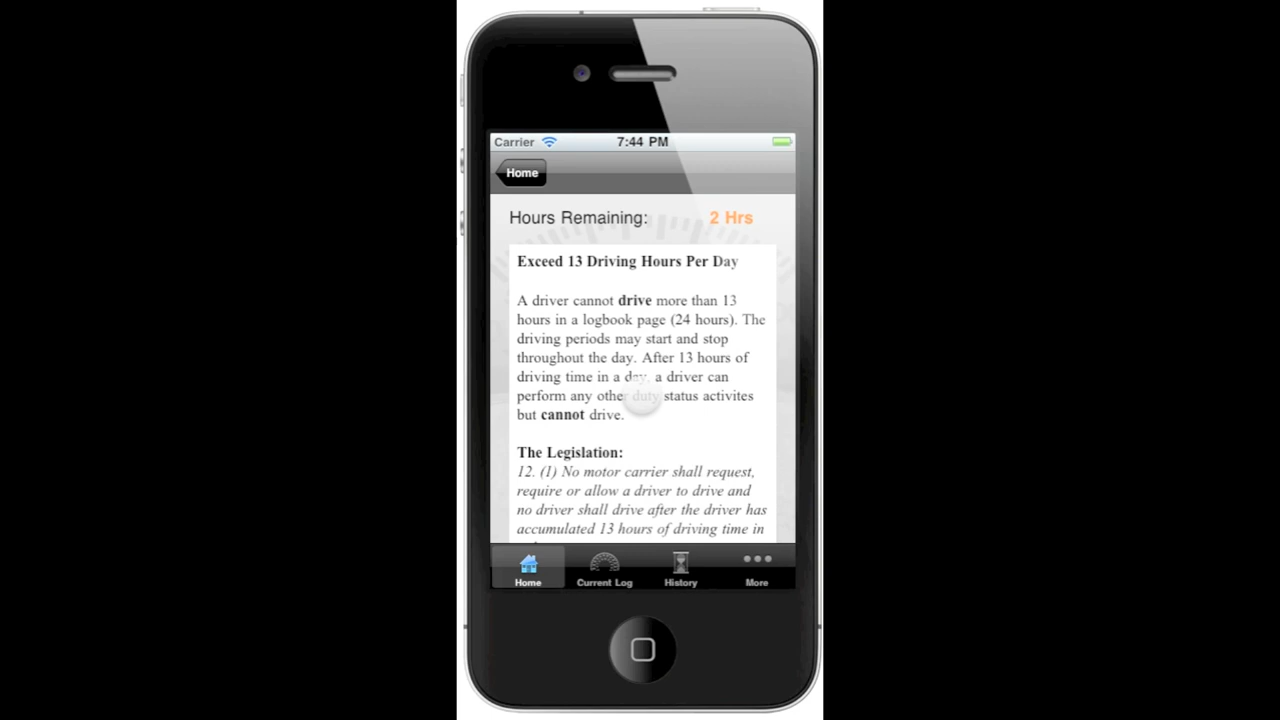 Carrier 7:44 PM
Home
Hours Remaining: 2 Hrs
Exceed 13 Driving Hours Per Day
A driver cannot drive more than 13
hours in a logbook page (24 hours). The
driving periods may start and stop
throughout the day. After 13 hours of
driving time in a day, a driver can
perform any other duty status activites
but cannot drive.
The Legislation:
12. (1) No motor carrier shall request,
require or allow a driver to drive and
no driver shall drive after the driver has
accumulated 13 hours of driving time in
Home Current Log History More